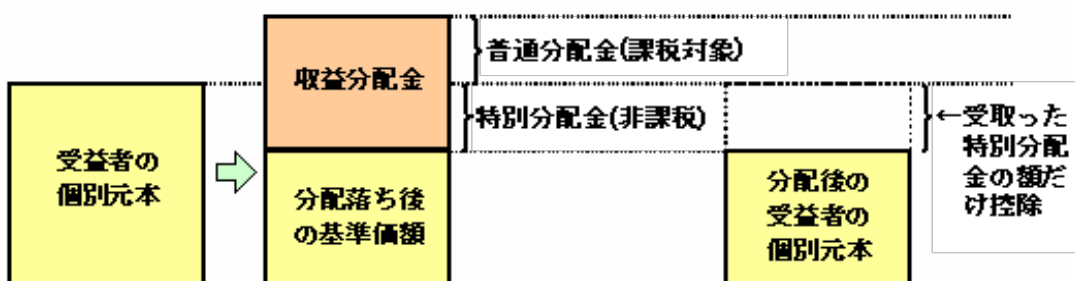 受益者の
個別元本
収益分配金
分配落ち後
の基準価額
普通分配金(課税対象)
特別分配金(非課税)
分配後の
受益者の
個別元本
←受取った
特別分配
金の額だ
け控除